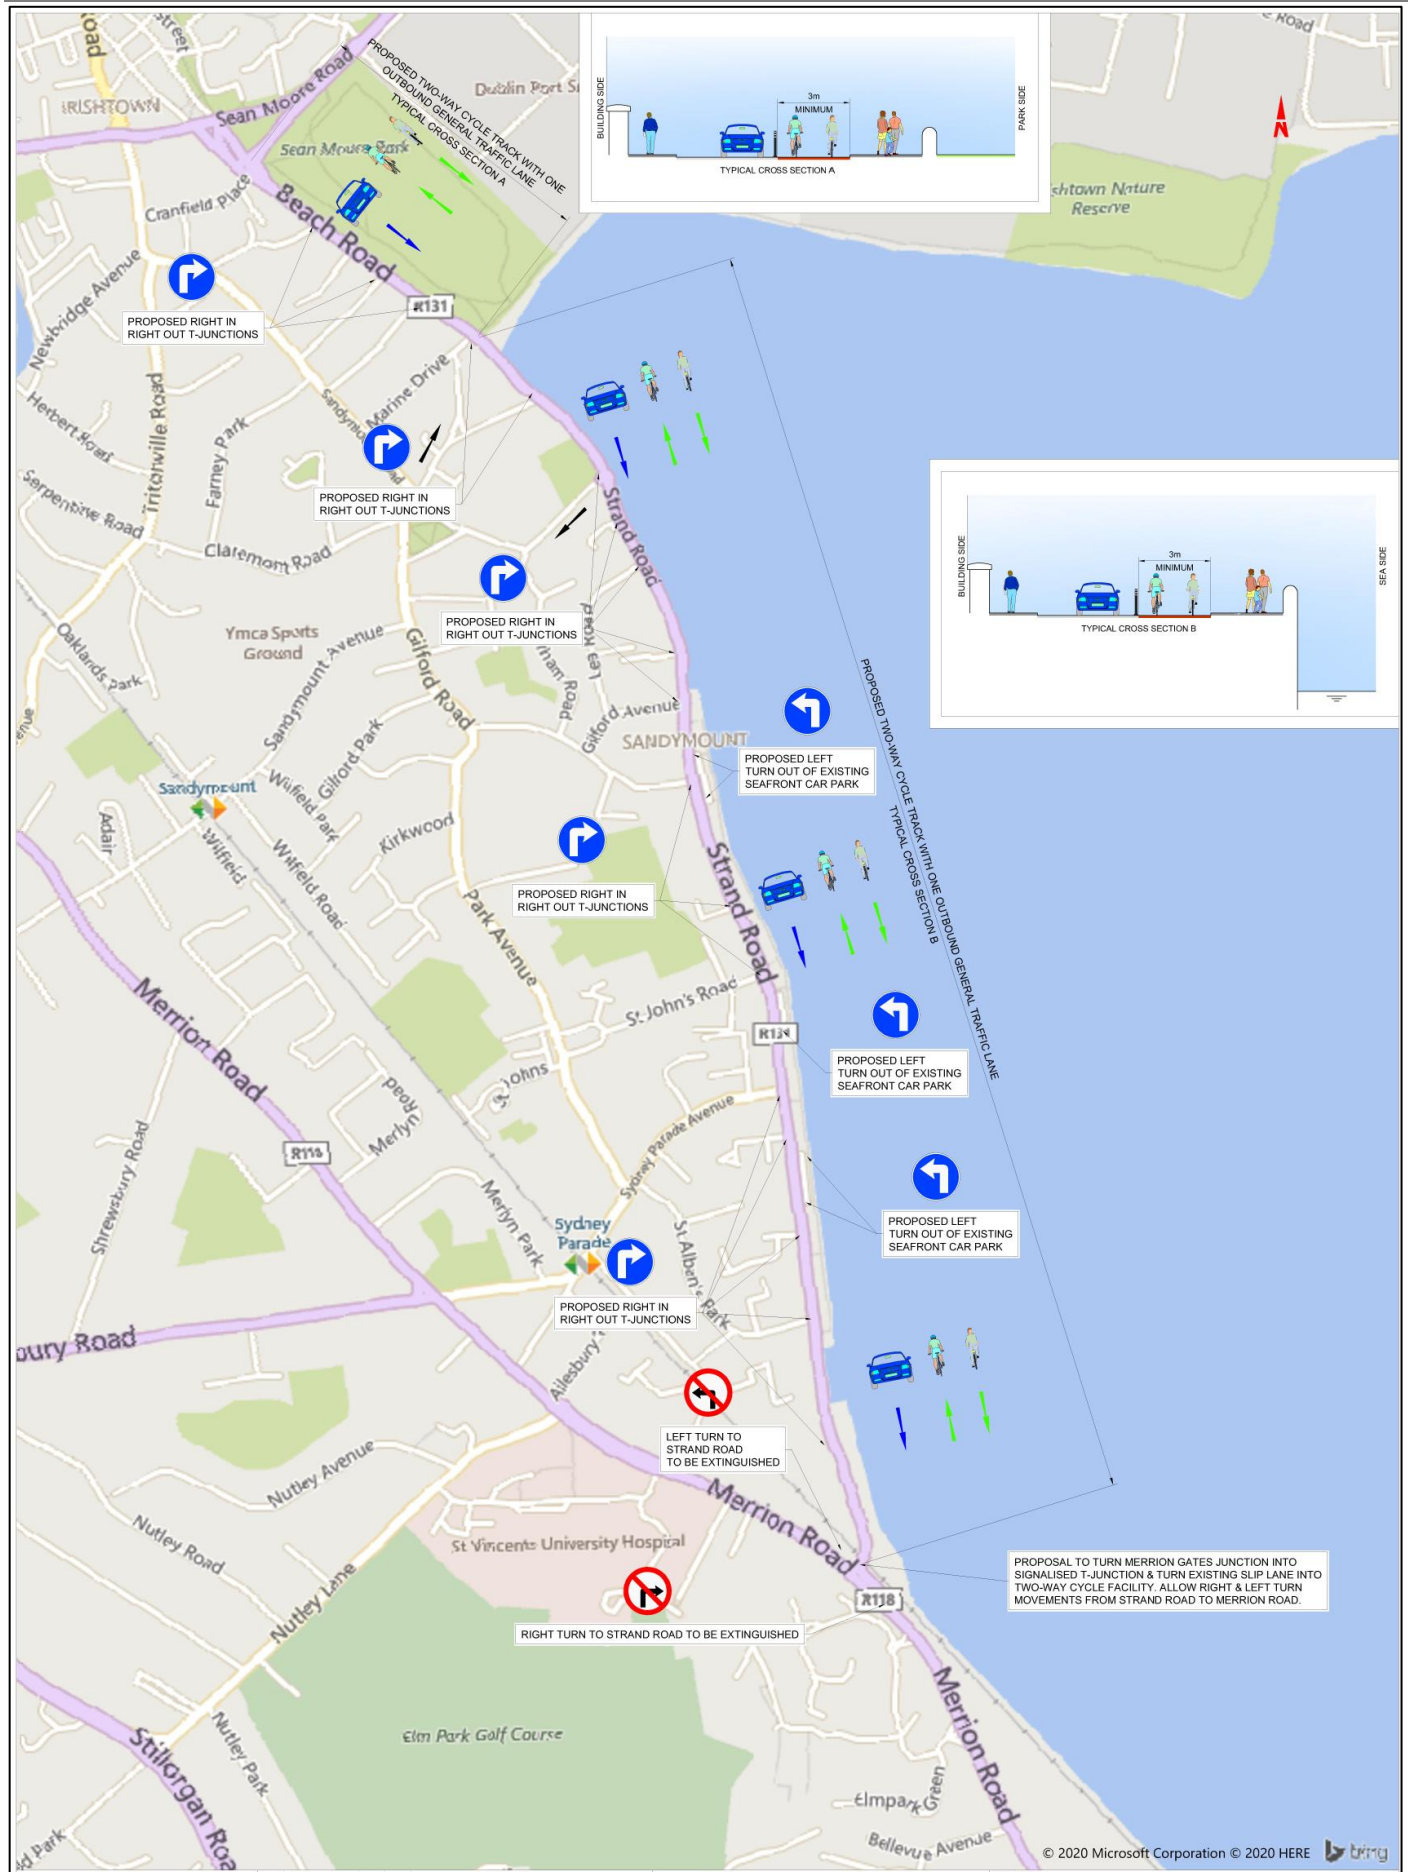 Road
Street
IRISHTOWN
Sean Moore Road
Dublin Port
Sean Moore Park
PROPOSED TWO-WAY CYCLE TRACK WITH ONE
OUTBOUND GENERAL TRAFFIC LANE
TYPICAL CROSS SECTION A
BUILDING SIDE
3m
MINIMUM
PARK SIDE
TYPICAL CROSS SECTION A
Road
N
Nature
Reserve
Cranfield Place
Beach Road
Newbridge Avenue
R131
PROPOSED RIGHT IN
RIGHT OUT T-JUNCTIONS
Herbert Road
Tritonville Road
Marine Drive
Farney Park
Serpentine Road
PROPOSED RIGHT IN
RIGHT OUT T-JUNCTIONS
Strand Road
Claremont Road
BUILDING SIDE
3m
MINIMUM
SEA SIDE
TYPICAL CROSS SECTION B
PROPOSED RIGHT IN
RIGHT OUT T-JUNCTIONS
Lea Road
Ymca Sports
Ground
Oaklands Park
Sandymount Avenue
Gilford Road
Gilford Park
Gilford Avenue
SANDYMOUNT
PROPOSED TWO-WAY CYCLE TRACK WITH ONE OUTBOUND GENERAL TRAFFIC LANE
TYPICAL CROSS SECTION B
PROPOSED LEFT
TURN OUT OF EXISTING
SEAFRONT CAR PARK
Sandymount
Adair
Wilfield
Wilfield Park
Wilfield Road
Kirkwood
Strand Road
PROPOSED RIGHT IN
RIGHT OUT T-JUNCTIONS
Park Avenue
Merrion Road
St John's Road
R131
PROPOSED LEFT
TURN OUT OF EXISTING
SEAFRONT CAR PARK
Johns
Merlyn Road
Sydney Parade Avenue
Shrewsbury Road
R118
Merlyn Park
Sydney
Parade
St Alban's Park
PROPOSED LEFT
TURN OUT OF EXISTING
SEAFRONT CAR PARK
PROPOSED RIGHT IN
RIGHT OUT T-JUNCTIONS
bury Road
Ailesbury
LEFT TURN TO
STRAND ROAD
TO BE EXTINGUISHED
Nutley Avenue
Nutley Road
Merrion Road
St Vincents University Hospital
PROPOSAL TO TURN MERRION GATES JUNCTION INTO
SIGNALISED T-JUNCTION & TURN EXISTING SLIP LANE INTO
TWO-WAY CYCLE FACILITY. ALLOW RIGHT & LEFT TURN
MOVEMENTS FROM STRAND ROAD TO MERRION ROAD.
Nutley Lane
R118
RIGHT TURN TO STRAND ROAD TO BE EXTINGUISHED
Merrion Road
Elm Park Golf Course
Nutley Park
Stillorgan Roa
Elmpark Green
Bellevue Avenue
d Park
© 2020 Microsoft Corporation © 2020 HERE
bing